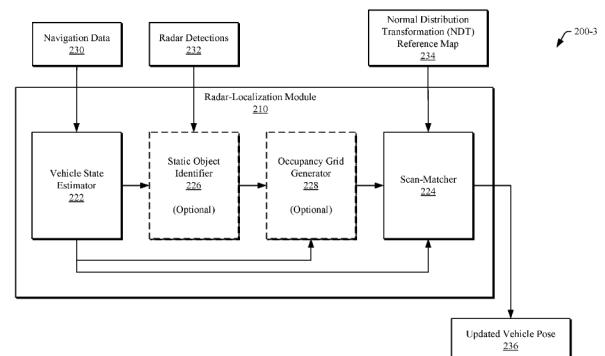 Navigation Data
230
Radar Detections
232
Normal Distribution
Transformation (NDT)
Reference Map
234
200-3
Radar-Localization Module
210
Vehicle State
Estimator
222
Static Object
Identifier
226
(Optional)
Occupancy Grid
Generator
228
(Optional)
Scan-Matcher
224
Updated Vehicle Pose
236